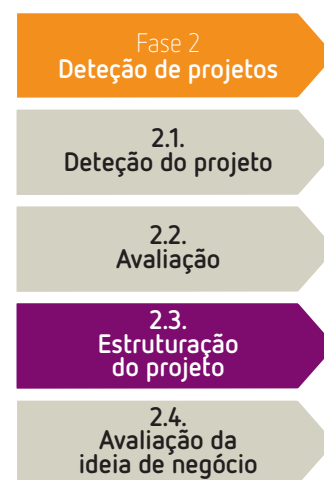 Fase 2
Deteção de projetos
2.1.
Deteção do projeto
2.2.
Avaliação
2.3.
Estruturação
do projeto
2.4.
Avaliação da
ideia de negócio